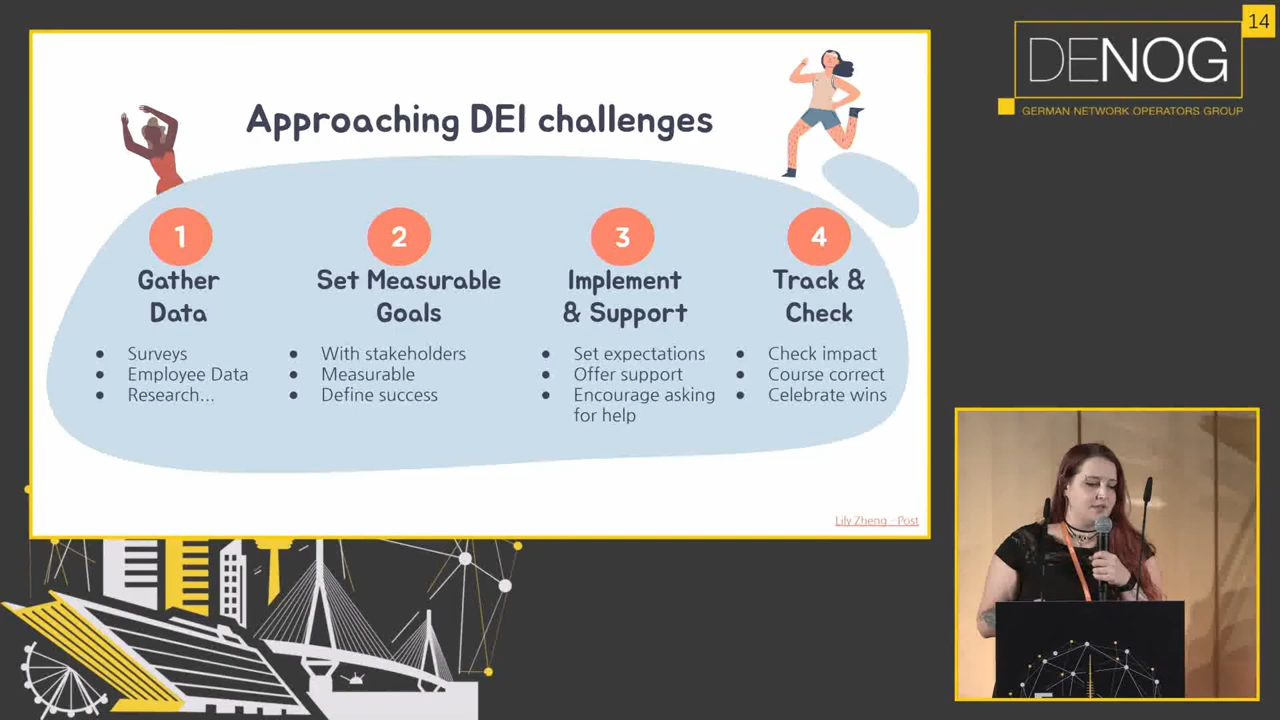 14
DENOG
GERMAN NETWORK OPERATORS GROUP
Approaching DEI challenges
1
Gather
Data
• Surveys
• Employee Data
• Research...
2
Set Measurable
Goals
• With stakeholders
• Measurable
• Define success
3
Implement
& Support
• Set expectations
• Offer support
• Encourage asking
for help
4
Track &
Check
• Check impact
• Course correct
• Celebrate wins
Lily Zheng - Post